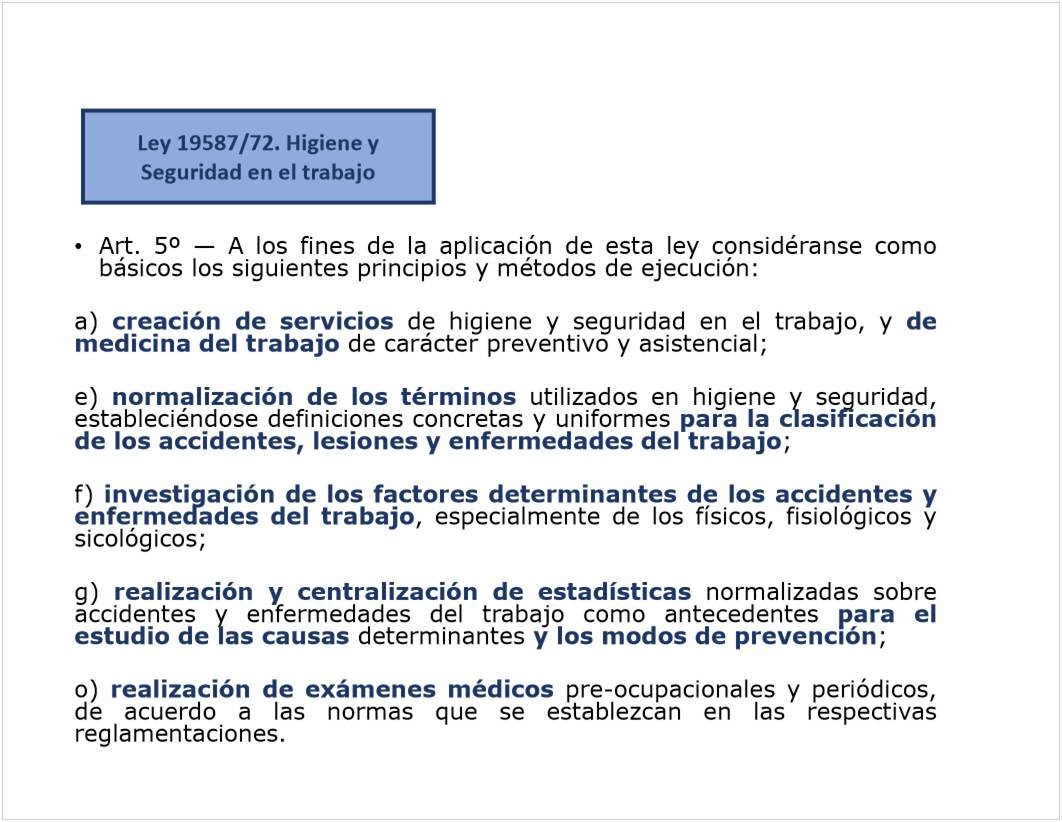 Ley 19587/72. Higiene y
Seguridad en el trabajo
• Art. 5º — A los fines de la aplicación de esta ley considéranse como
básicos los siguientes principios y métodos de ejecución:
a) creación de servicios de higiene y seguridad en el trabajo, y de
medicina del trabajo de carácter preventivo y asistencial;
e) normalización de los términos utilizados en higiene y seguridad,
estableciéndose definiciones concretas y uniformes para la clasificación
de los accidentes, lesiones y enfermedades del trabajo;
f) investigación de los factores determinantes de los accidentes y
enfermedades del trabajo, especialmente de los físicos, fisiológicos y
sicológicos;
g) realización y centralización de estadísticas normalizadas sobre
accidentes y enfermedades del trabajo como antecedentes para el
estudio de las causas determinantes y los modos de prevención;
o) realización de exámenes médicos pre-ocupacionales y periódicos,
de acuerdo a las normas que se establezcan en las respectivas
reglamentaciones.